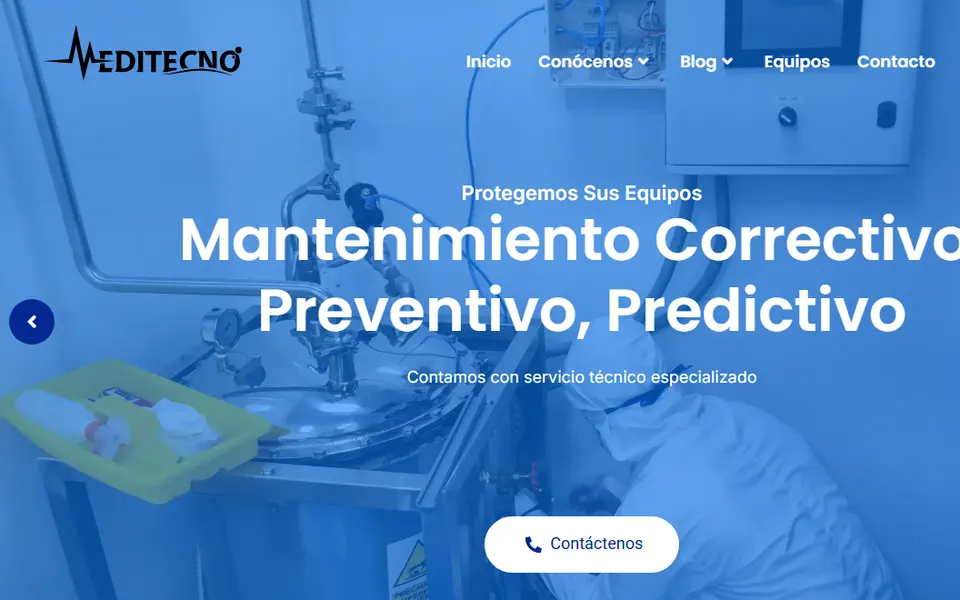 MEDITECNO
Inicio
Conócenos
Blog
Equipos
Contacto
Protegemos Sus Equipos
Mantenimiento Correctivo
Preventivo, Predictivo
Contamos con servicio técnico especializado
Contáctenos